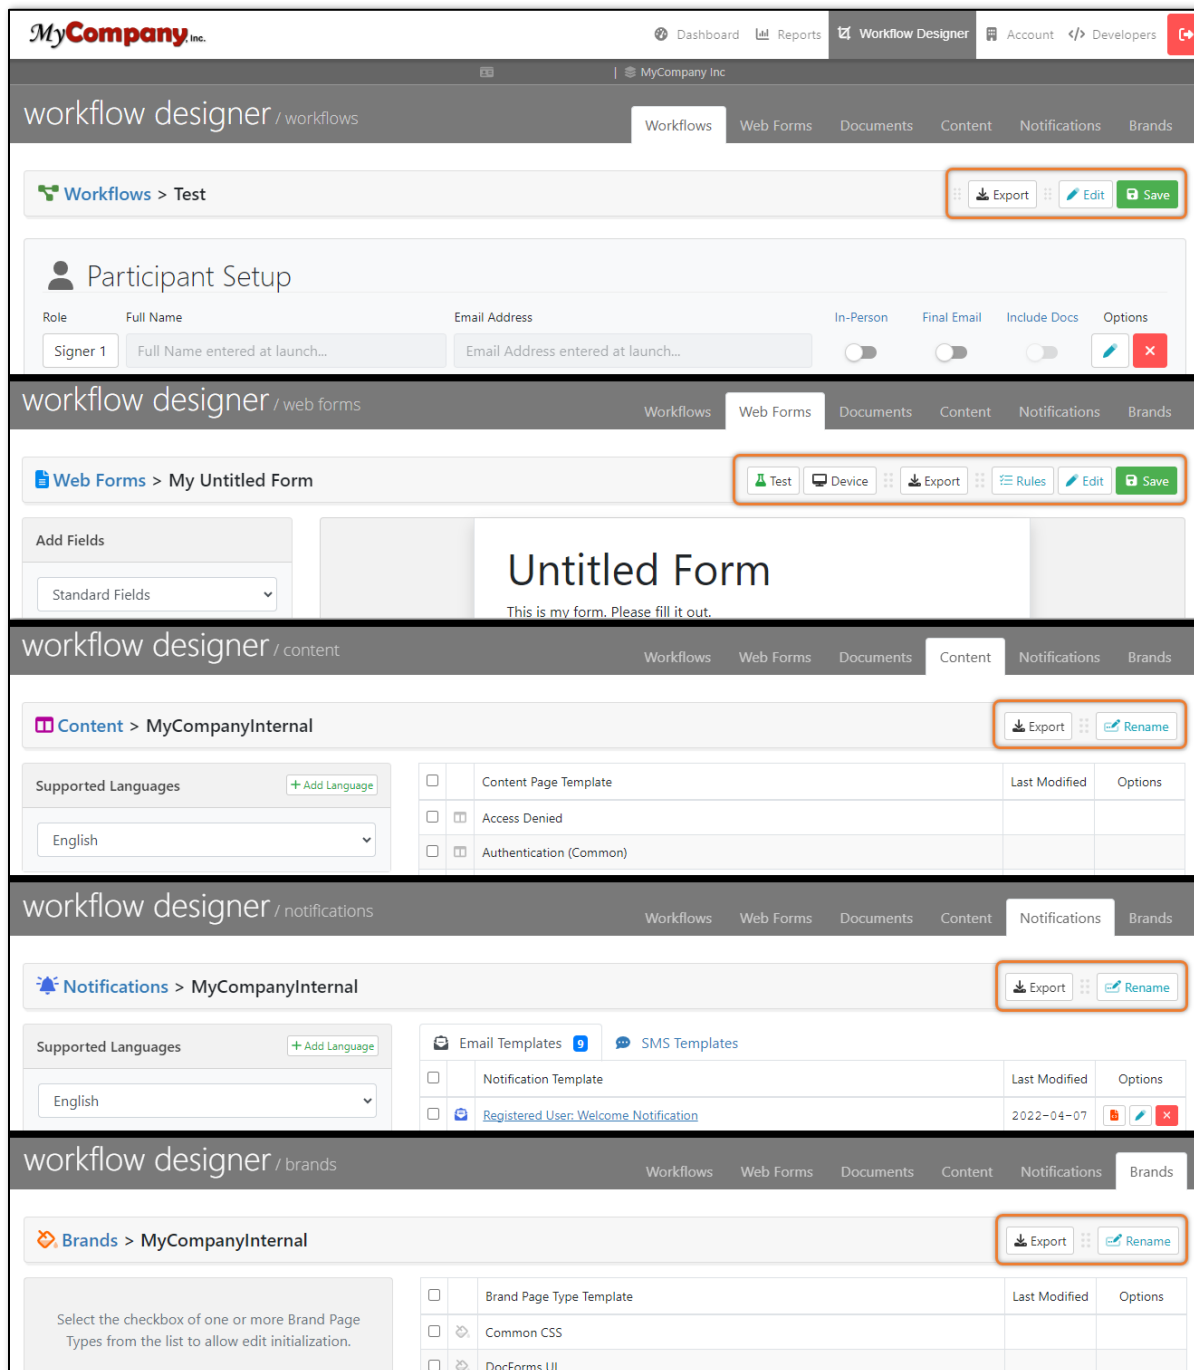 MyCompany, Inc.
Dashboard Reports Workflow Designer Account Developers
| MyCompany Inc
workflow designer / workflows
Workflows Web Forms Documents Content Notifications Brands
Workflows > Test
Export Edit Save
Participant Setup
Role Full Name Email Address In-Person Final Email Include Docs Options
Signer 1 Full Name entered at launch... Email Address entered at launch...
workflow designer / web forms
Workflows Web Forms Documents Content Notifications Brands
Web Forms > My Untitled Form
Test Device Export Rules Edit Save
Add Fields
Standard Fields
Untitled Form
This is my form. Please fill it out.
workflow designer / content
Workflows Web Forms Documents Content Notifications Brands
Content > MyCompanyInternal
Export Rename
Supported Languages + Add Language
English
Content Page Template Last Modified Options
Access Denied
Authentication (Common)
workflow designer / notifications
Workflows Web Forms Documents Content Notifications Brands
Notifications > MyCompanyInternal
Export Rename
Supported Languages + Add Language
English
Email Templates 9 SMS Templates
Notification Template Last Modified Options
Registered User: Welcome Notification 2022-04-07
workflow designer / brands
Workflows Web Forms Documents Content Notifications Brands
Brands > MyCompanyInternal
Export Rename
Select the checkbox of one or more Brand Page
Types from the list to allow edit initialization.
Brand Page Type Template Last Modified Options
Common CSS
DocForms UI